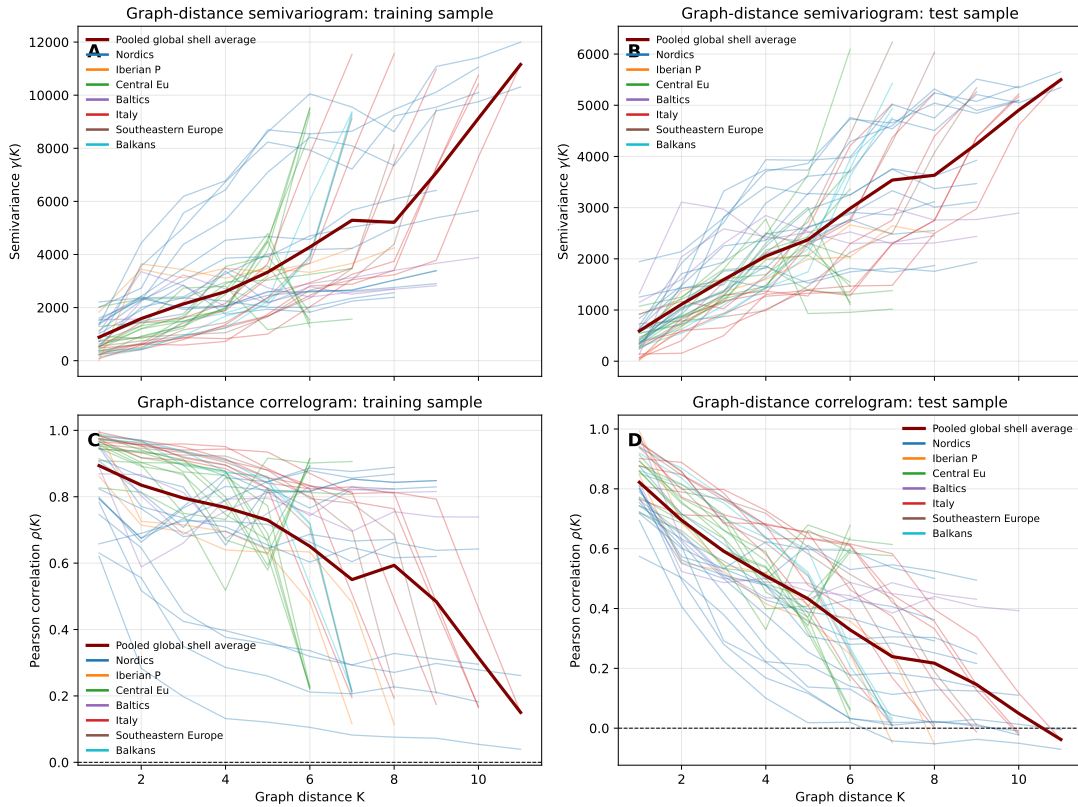 Graph-distance semivariogram: training sample
A
Pooled global shell average
Nordics
Iberian P
Central Eu
Baltics
Italy
Southeastern Europe
Balkans
12000
10000
8000
6000
4000
2000
0
Semivariance γ(K)
2
4
6
8
10
Graph-distance semivariogram: test sample
B
Pooled global shell average
Nordics
Iberian P
Central Eu
Baltics
Italy
Southeastern Europe
Balkans
6000
5000
4000
3000
2000
1000
0
Semivariance γ(K)
Graph-distance correlogram: training sample
C
1.0
0.8
0.6
0.4
0.2
0.0
Pearson correlation ρ(K)
Pooled global shell average
Nordics
Iberian P
Central Eu
Baltics
Italy
Southeastern Europe
Balkans
2
4
6
8
10
Graph distance K
Graph-distance correlogram: test sample
D
Pooled global shell average
Nordics
Iberian P
Central Eu
Baltics
Italy
Southeastern Europe
Balkans
1.0
0.8
0.6
0.4
0.2
0.0
Pearson correlation ρ(K)
2
4
6
8
10
Graph distance K